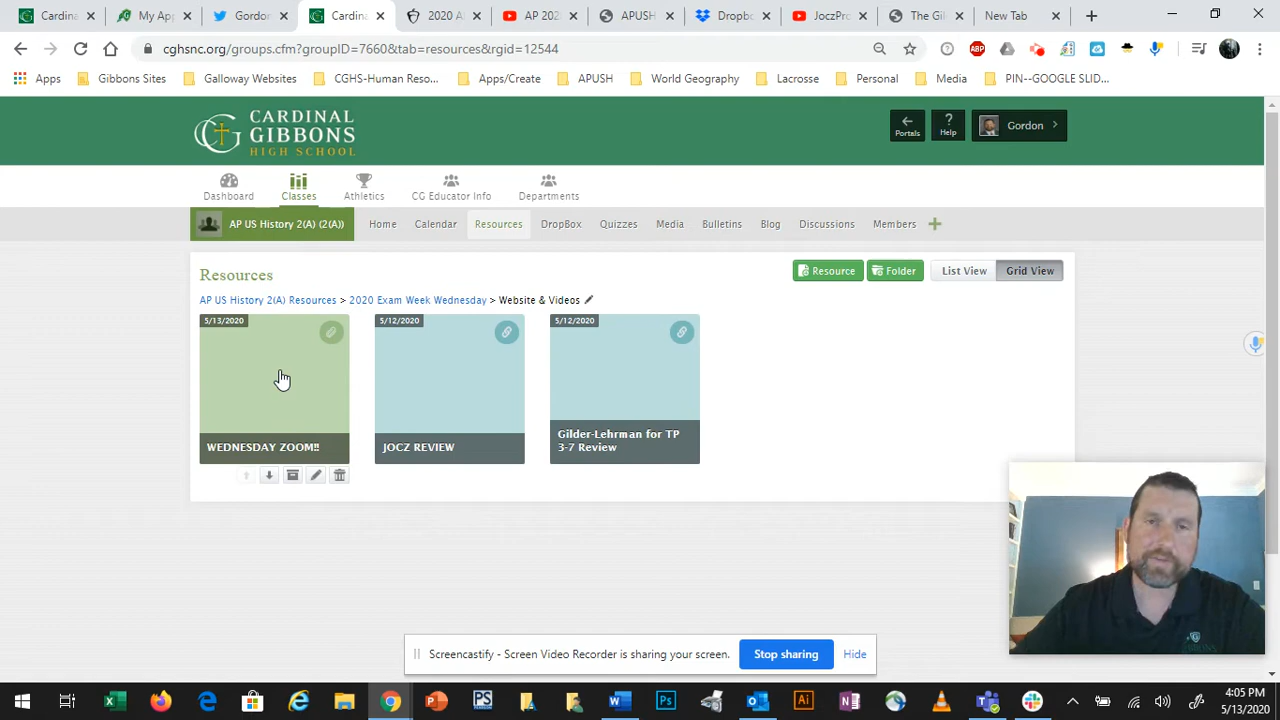 Cardina
My App
Gordon
Cardina
2020 A
AP 202
APUSH
Dropbo
JoczPro
The Gil
New Tab
cghsnc.org/groups.cfm?groupID=7660&tab=resources&rgid=12544
Apps
Gibbons Sites
Galloway Websites
CGHS-Human Reso...
Apps/Create
APUSH
World Geography
Lacrosse
Personal
Media
PIN--GOOGLE SLID...
CARDINAL
GIBBONS
HIGH SCHOOL
Portals
? Help
Gordon
Dashboard
Classes
Athletics
CG Educator Info
Departments
AP US History 2(A) (2(A))
Home
Calendar
Resources
DropBox
Quizzes
Media
Bulletins
Blog
Discussions
Members
Resources
Resource
Folder
List View
Grid View
AP US History 2(A) Resources > 2020 Exam Week Wednesday > Website & Videos
5/13/2020
5/12/2020
5/12/2020
WEDNESDAY ZOOM!!
JOCZ REVIEW
Gilder-Lehrman for TP
3-7 Review
Screencastify - Screen Video Recorder is sharing your screen.
Stop sharing
Hide
4:05 PM
5/13/2020